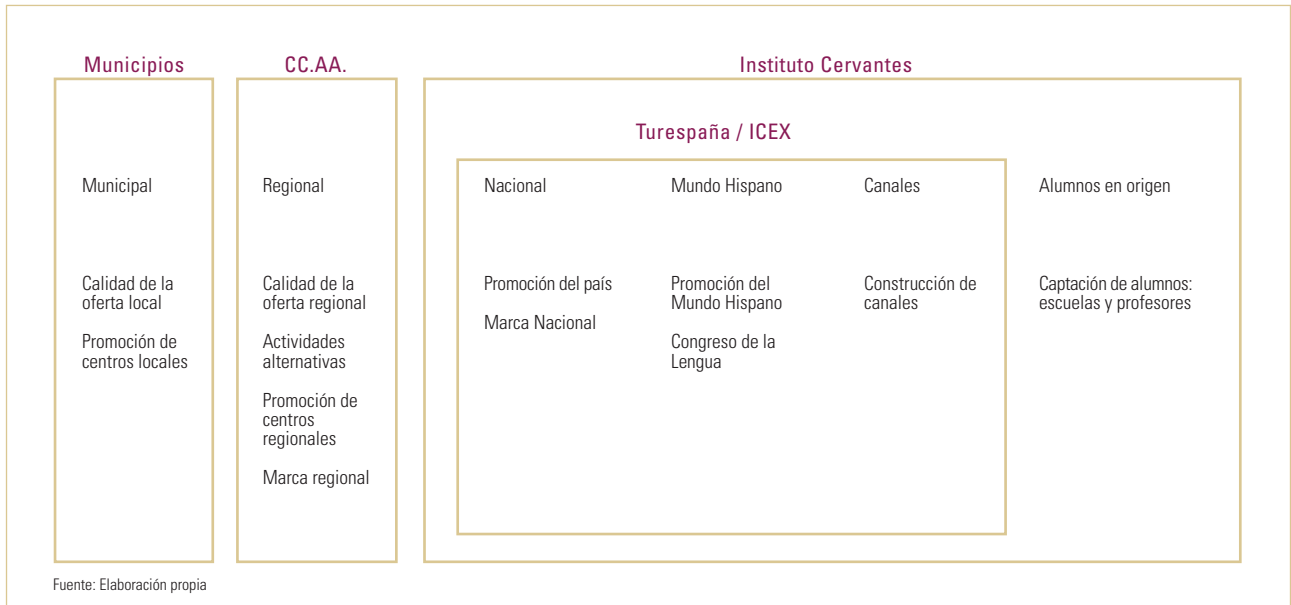 Municipios
CC.AA.
Instituto Cervantes
Turespaña / ICEX
Municipal
Calidad de la
oferta local
Promoción de
centros locales
Regional
Calidad de la
oferta regional
Actividades
alternativas
Promoción de
centros
regionales
Marca regional
Nacional
Promoción del país
Marca Nacional
Mundo Hispano
Promoción del
Mundo Hispano
Congreso de la
Lengua
Canales
Construcción de
canales
Alumnos en origen
Captación de alumnos:
escuelas y profesores
Fuente: Elaboración propia